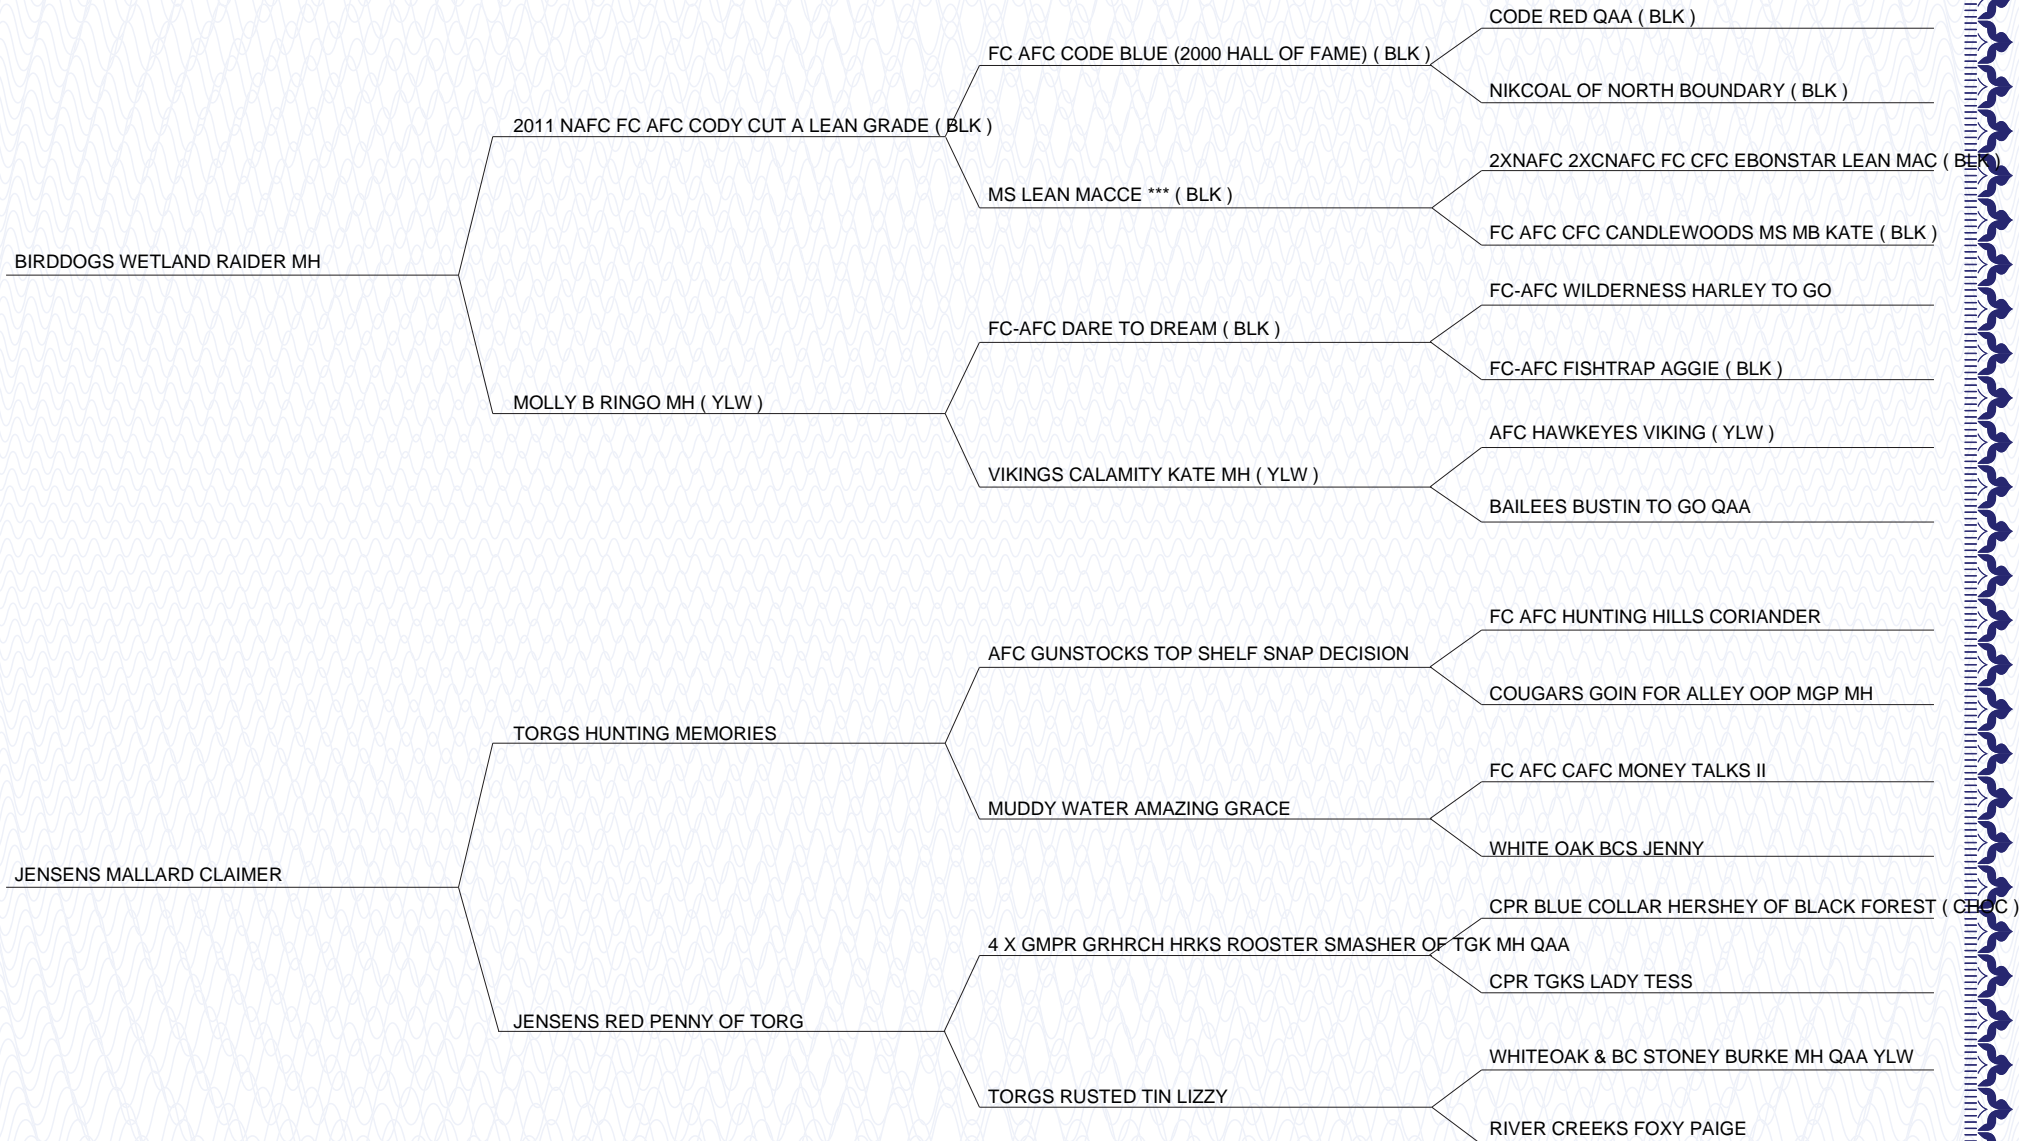 CODE RED QAA ( BLK )
FC AFC CODE BLUE (2000 HALL OF FAME) ( BLK )
NIKCOAL OF NORTH BOUNDARY ( BLK )
2011 NAFC FC AFC CODY CUT A LEAN GRADE ( BLK )
2XNAFC 2XCNAFC FC CFC EBONSTAR LEAN MAC ( BLK )
MS LEAN MACCE *** ( BLK )
FC AFC CFC CANDLEWOODS MS MB KATE ( BLK )
BIRDDOGS WETLAND RAIDER MH
FC-AFC WILDERNESS HARLEY TO GO
FC-AFC DARE TO DREAM ( BLK )
FC-AFC FISHTRAP AGGIE ( BLK )
MOLLY B RINGO MH ( YLW )
AFC HAWKEYES VIKING ( YLW )
VIKINGS CALAMITY KATE MH ( YLW )
BAILEES BUSTIN TO GO QAA
FC AFC HUNTING HILLS CORIANDER
AFC GUNSTOCKS TOP SHELF SNAP DECISION
COUGARS GOIN FOR ALLEY OOP MGP MH
TORGS HUNTING MEMORIES
FC AFC CAFC MONEY TALKS II
MUDDY WATER AMAZING GRACE
WHITE OAK BCS JENNY
JENSENS MALLARD CLAIMER
CPR BLUE COLLAR HERSHEY OF BLACK FOREST ( CHOC )
4 X GMPR GRHRCH HRKS ROOSTER SMASHER OF TGK MH QAA
CPR TGKS LADY TESS
JENSENS RED PENNY OF TORG
WHITEOAK & BC STONEY BURKE MH QAA YLW
TORGS RUSTED TIN LIZZY
RIVER CREEKS FOXY PAIGE